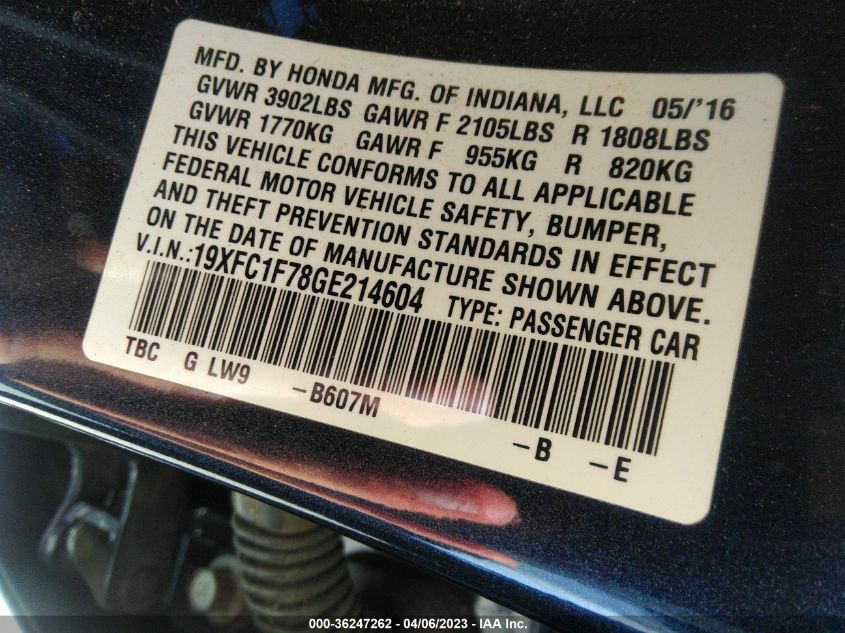 MFD. BY HONDA MFG. OF INDIANA, LLC 05/'16
GVWR 3902LBS GAWR F 2105LBS R 1808LBS
GVWR 1770KG GAWR F 955KG R 820KG
THIS VEHICLE CONFORMS TO ALL APPLICABLE
FEDERAL MOTOR VEHICLE SAFETY, BUMPER,
AND THEFT PREVENTION STANDARDS IN EFFECT
ON THE DATE OF MANUFACTURE SHOWN ABOVE.
V.I.N.:19XFC1F78GE214604 TYPE: PASSENGER CAR
TBC G LW9 -B607M -B -E
000-36247262 - 04/06/2023 - IAA Inc.